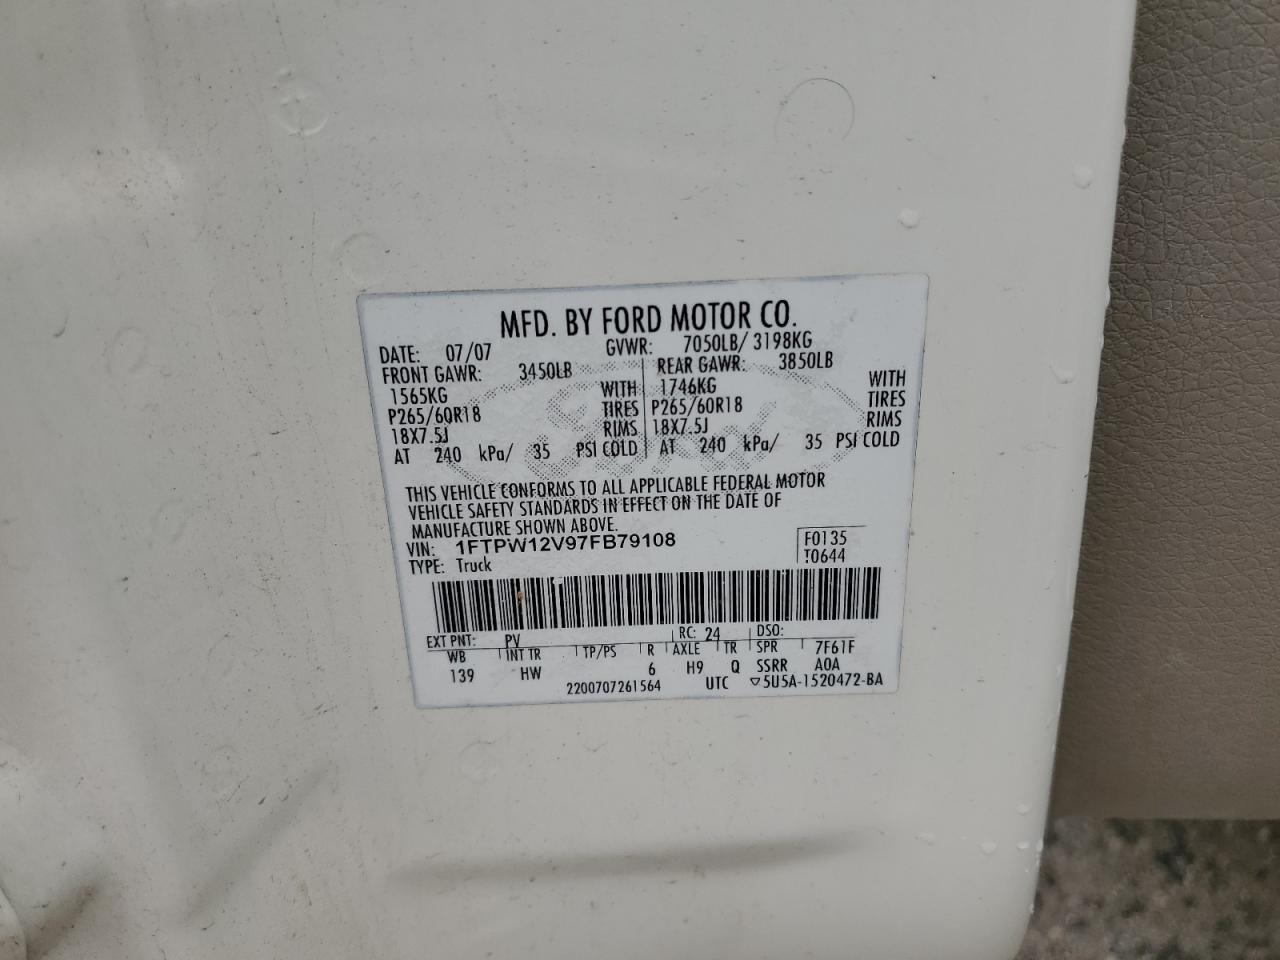 MFD. BY FORD MOTOR CO.
DATE: 07/07 GVWR: 7050LB/ 3198KG
FRONT GAWR: 3450LB REAR GAWR: 3850LB
1565KG WITH 1746KG WITH
P265/60R18 TIRES P265/60R18 TIRES
18X7.5J RIMS 18X7.5J RIMS
AT 240 kPa/ 35 PSI COLD AT 240 kPa/ 35 PSI COLD
THIS VEHICLE CONFORMS TO ALL APPLICABLE FEDERAL MOTOR
VEHICLE SAFETY STANDARDS IN EFFECT ON THE DATE OF
MANUFACTURE SHOWN ABOVE.
VIN: 1FTPW12V97FB79108 F0135
TYPE: Truck T0644
EXT PNT: PV RC: 24 DSO:
WB INT TR TP/PS R AXLE TR SPR 7F61F
139 HW 6 H9 Q SSRR A0A
2200707261564 UTC ▽5U5A-1520472-BA
Ford